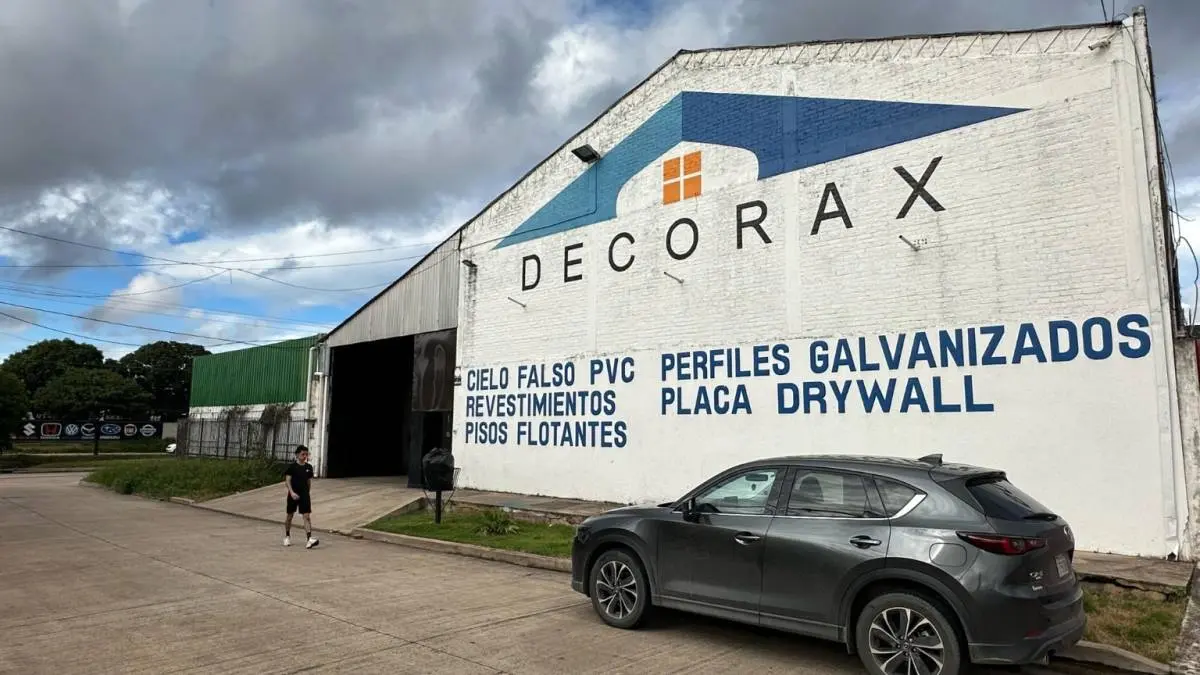 DECORAX
CIELO FALSO PVC
REVESTIMIENTOS
PISOS FLOTANTES
PERFILES GALVANIZADOS
PLACA DRYWALL